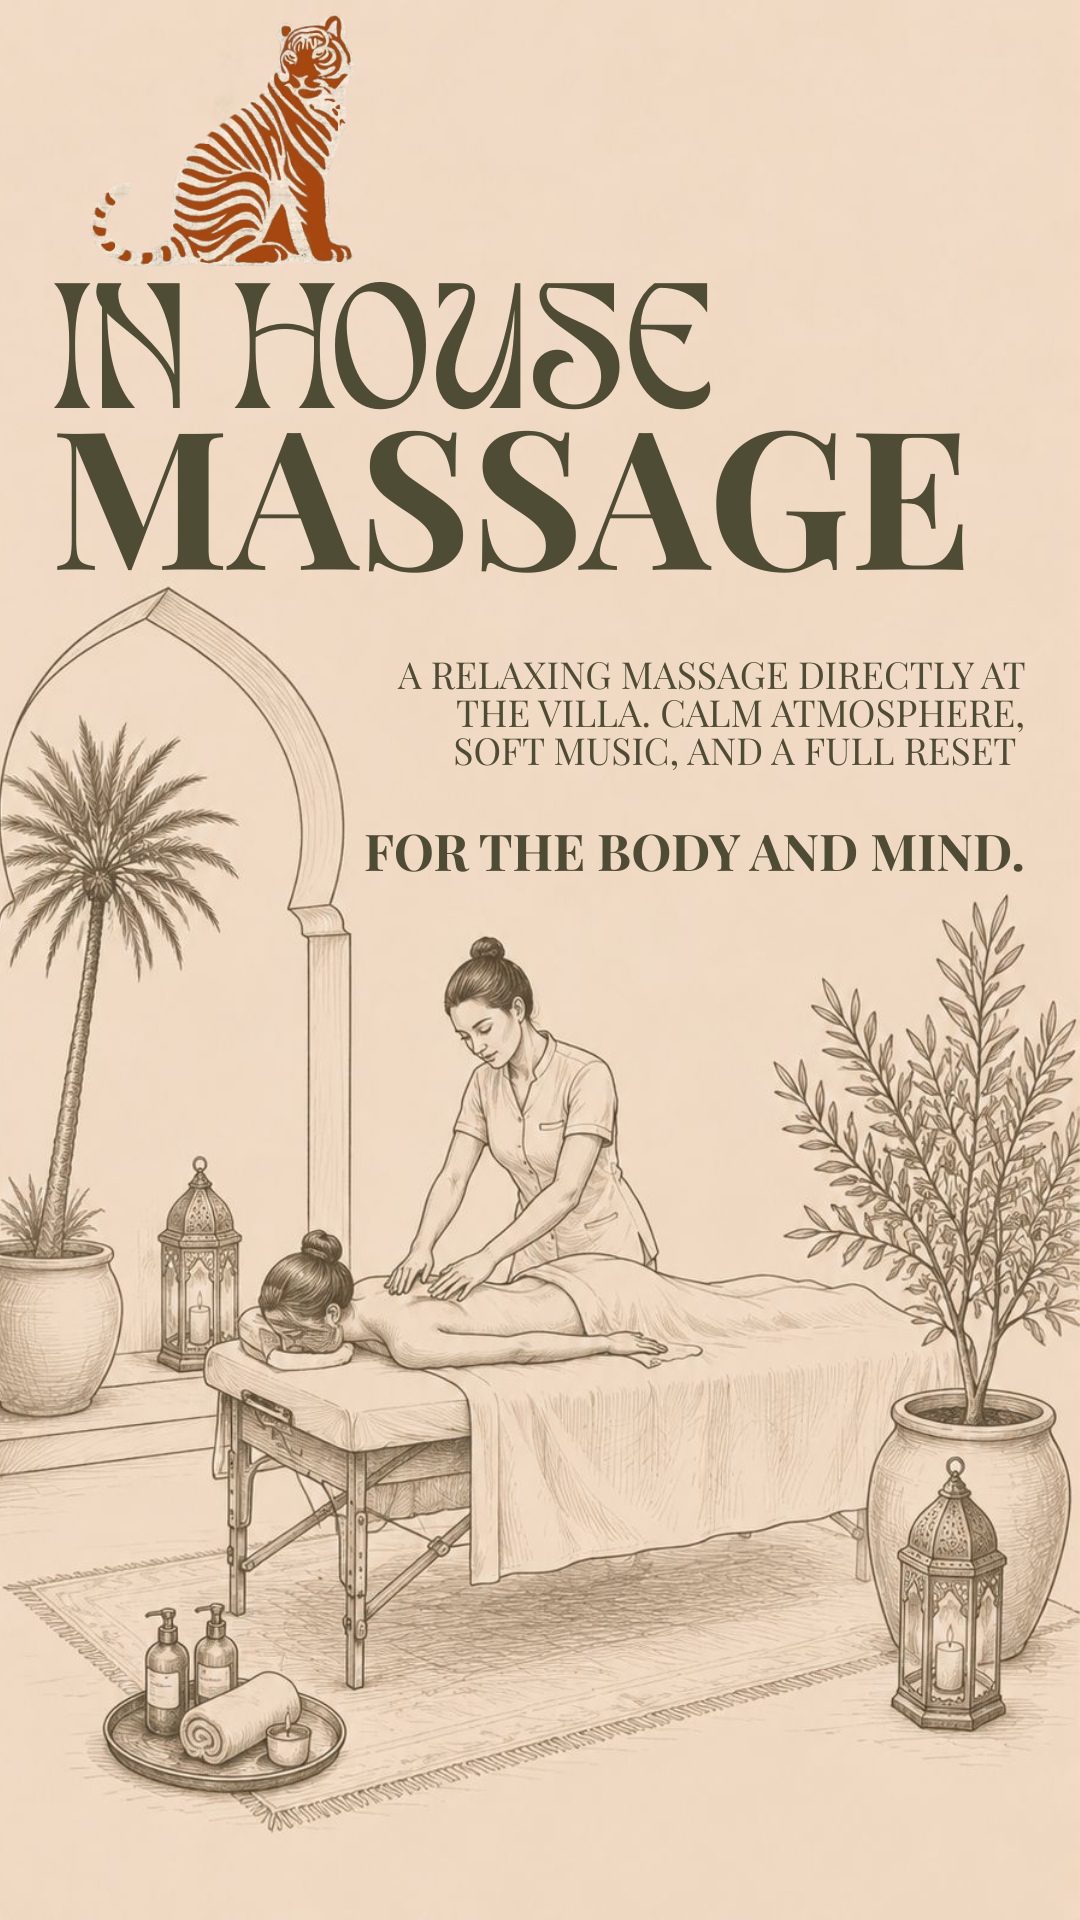 IN HOUSE
MASSAGE
A RELAXING MASSAGE DIRECTLY AT
THE VILLA. CALM ATMOSPHERE,
SOFT MUSIC, AND A FULL RESET
FOR THE BODY AND MIND.